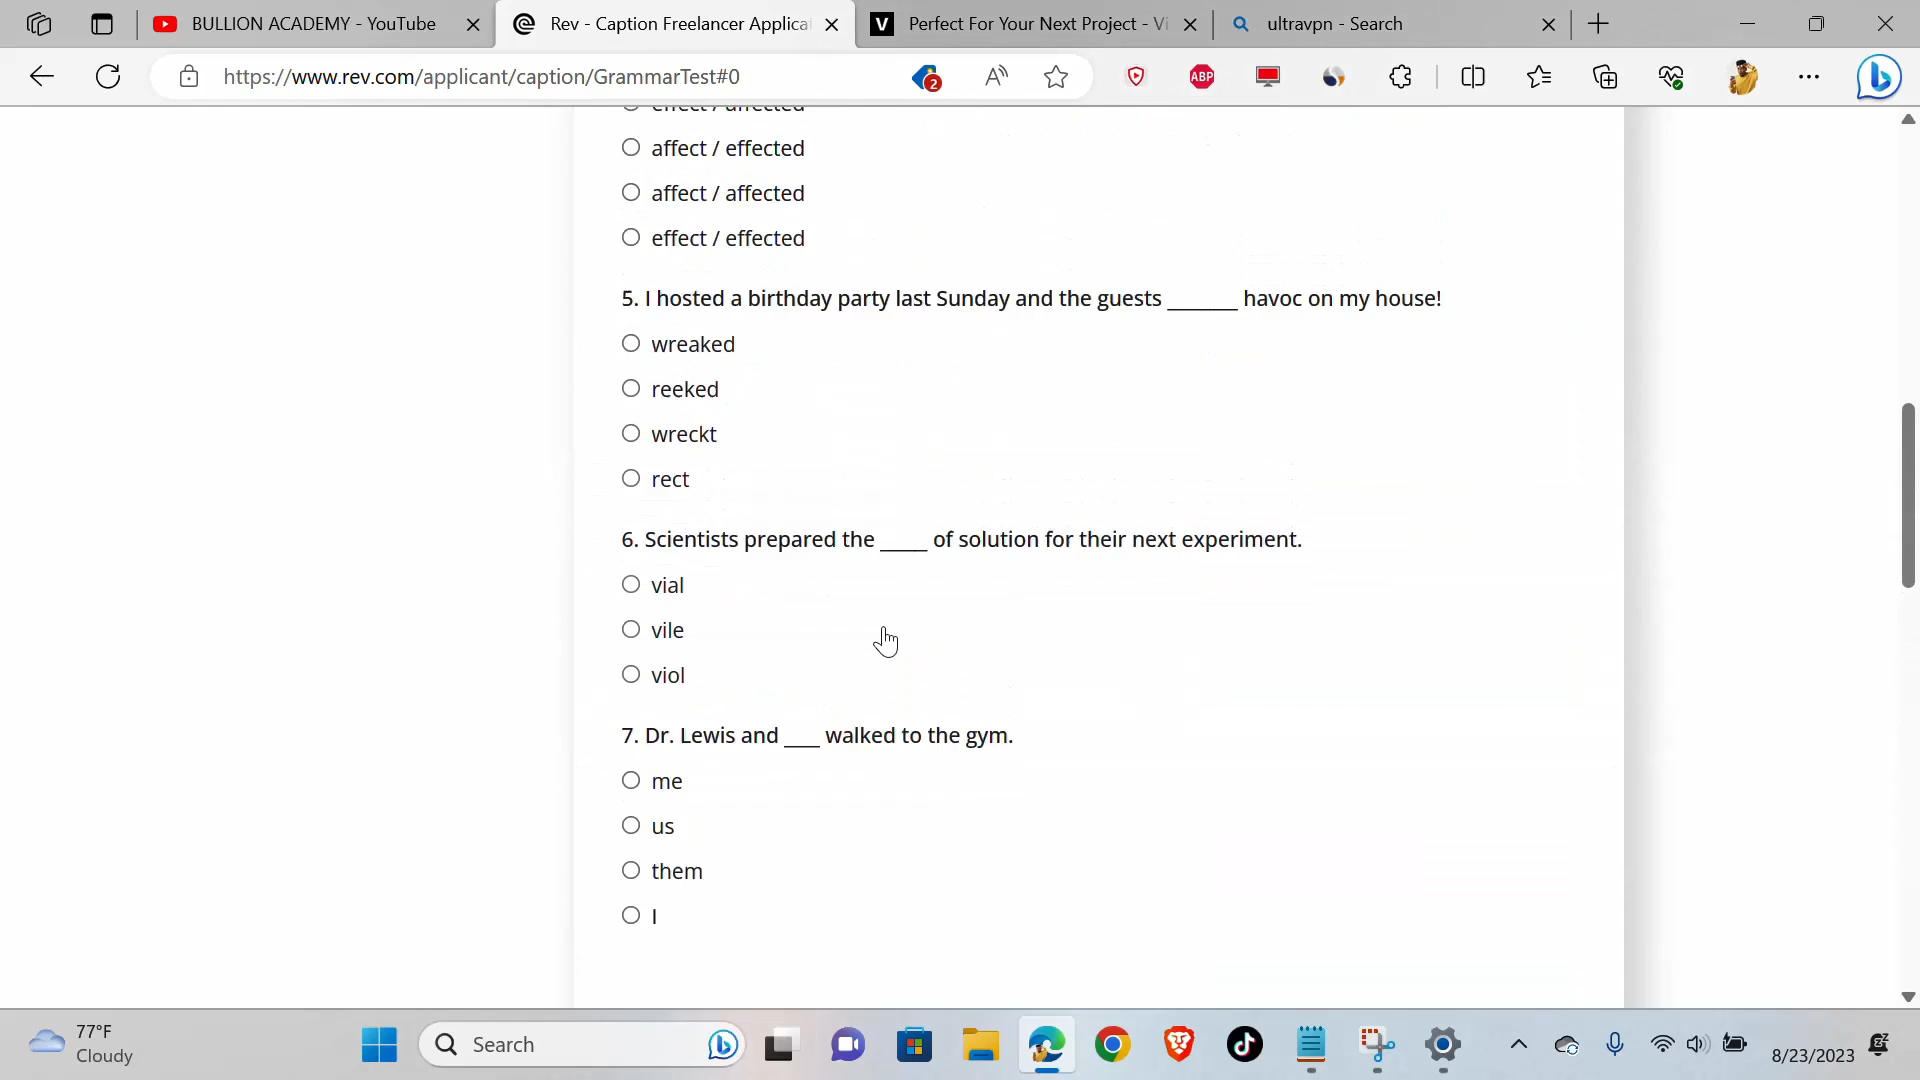 BULLION ACADEMY - YouTube
Rev - Caption Freelancer Applica
Perfect For Your Next Project - Vi
ultravpn - Search
https://www.rev.com/applicant/caption/GrammarTest#0
2
ABP
effect / affected
affect / effected
affect / affected
effect / effected
5. I hosted a birthday party last Sunday and the guests ______ havoc on my house!
wreaked
reeked
wreckt
rect
6. Scientists prepared the ____ of solution for their next experiment.
vial
vile
viol
7. Dr. Lewis and ___ walked to the gym.
me
us
them
I
77°F
Cloudy
Search
8/23/2023